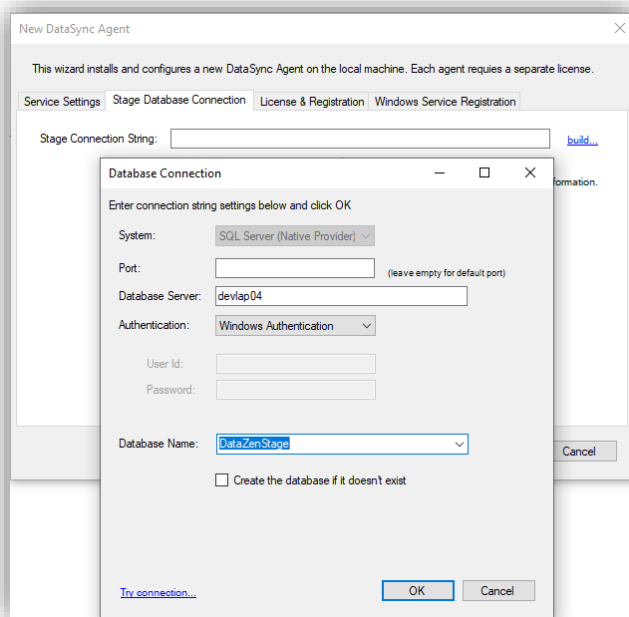 New DataSync Agent
This wizard installs and configures a new DataSync Agent on the local machine. Each agent requies a separate license.
Service Settings Stage Database Connection License & Registration Windows Service Registration
Stage Connection String: build...
formation.
Database Connection
Enter connection string settings below and click OK
System: SQL Server (Native Provider)
Port: (leave empty for default port)
Database Server: devlap04
Authentication: Windows Authentication
User Id:
Password:
Database Name: DataZenStage
Create the database if it doesn't exist
Cancel
Try connection... OK Cancel